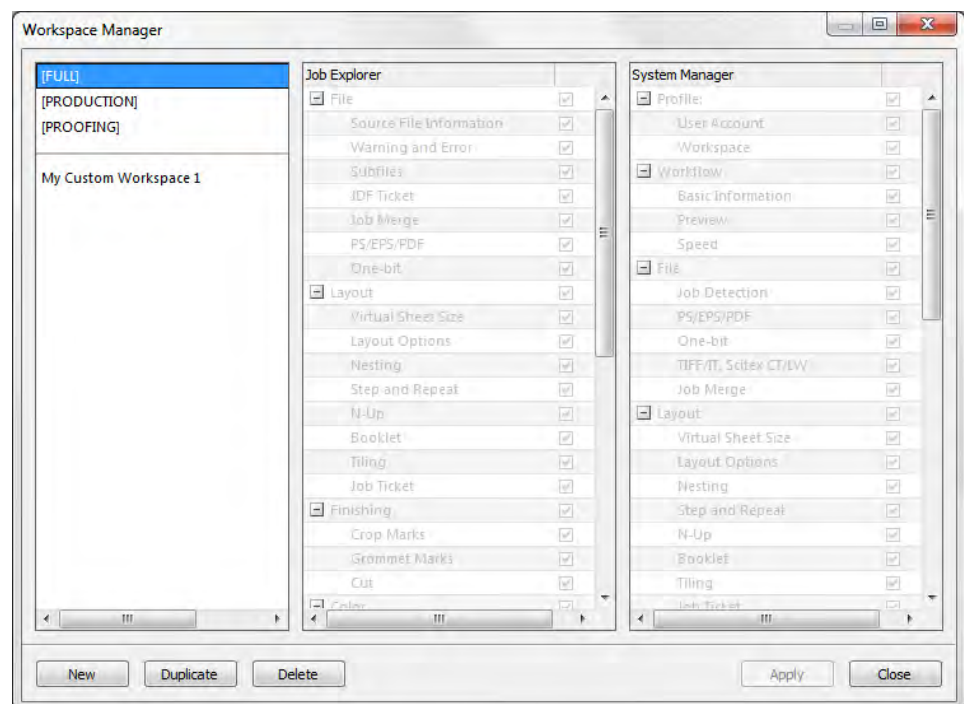 Workspace Manager
[FULL]
[PRODUCTION]
[PROOFING]
My Custom Workspace 1
Job Explorer
File
Source File Information
Warning and Error
Subfiles
JDF Ticket
Job Merge
PS/EPS/PDF
One-bit
Layout
Virtual Sheet Size
Layout Options
Nesting
Step and Repeat
N-Up
Booklet
Tiling
Job Ticket
Finishing
Crop Marks
Grommet Marks
Cut
Color
System Manager
Profile:
User Account
Workspace
Workflow
Basic Information
Preview
Speed
File
Job Detection
PS/EPS/PDF
One-bit
TIFF/IT, Scitex CT/LW
Job Merge
Layout
Virtual Sheet Size
Layout Options
Nesting
Step and Repeat
N-Up
Booklet
Tiling
Job Ticket
New
Duplicate
Delete
Apply
Close